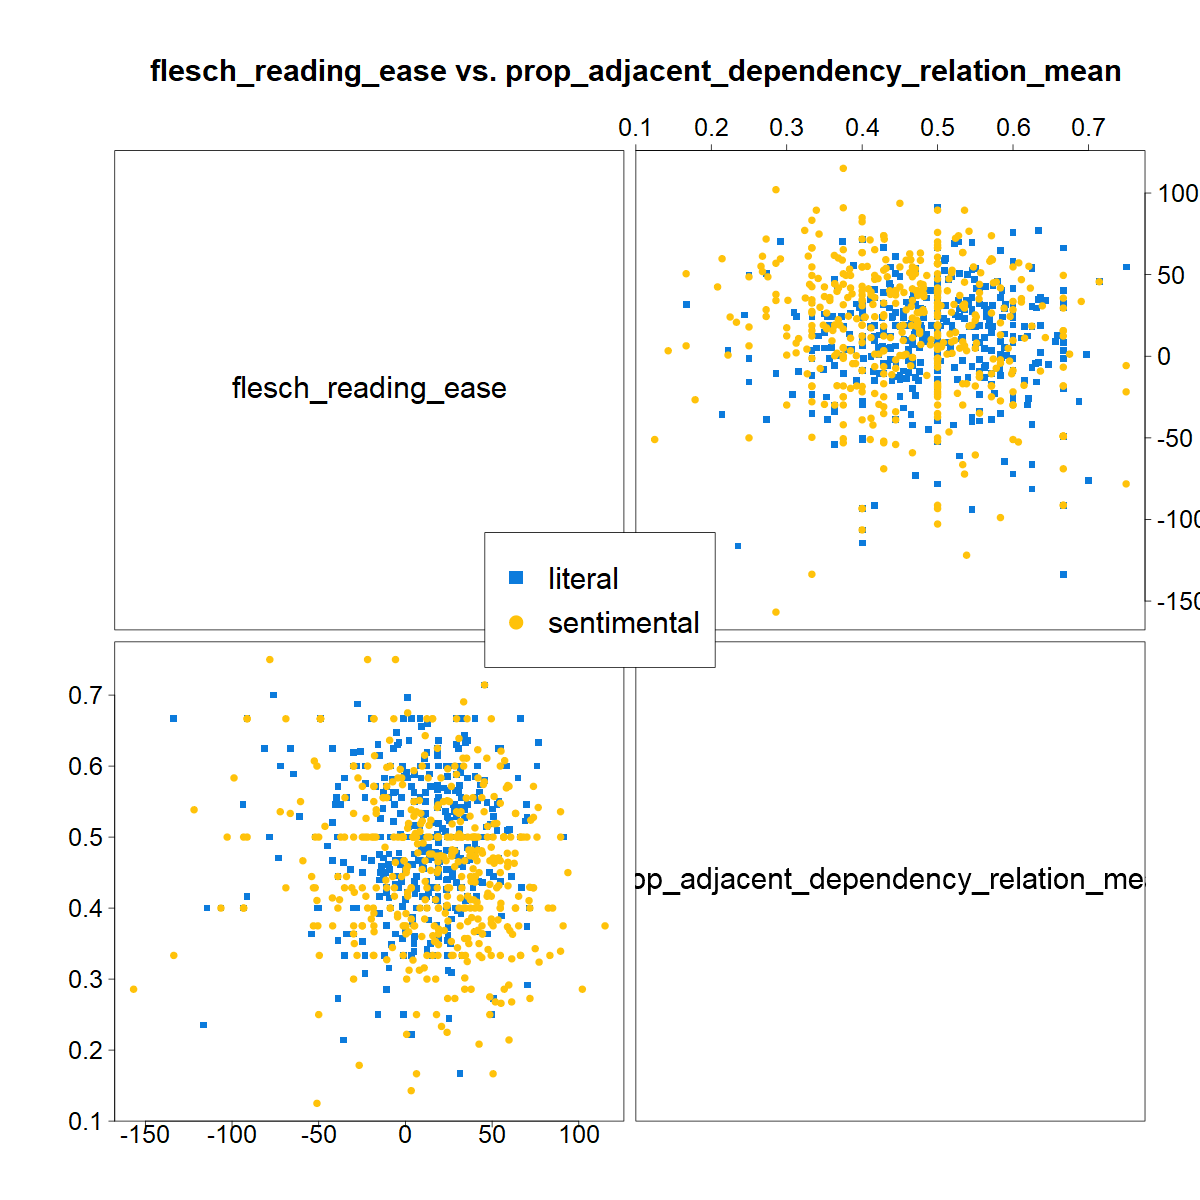 flesch_reading_ease vs. prop_adjacent_dependency_relation_mean
0.1 0.2 0.3 0.4 0.5 0.6 0.7
100
50
0
-50
-100
-150
flesch_reading_ease
literal
sentimental
0.7
0.6
0.5
0.4
0.3
0.2
0.1
op_adjacent_dependency_relation_me
-150 -100 -50 0 50 100